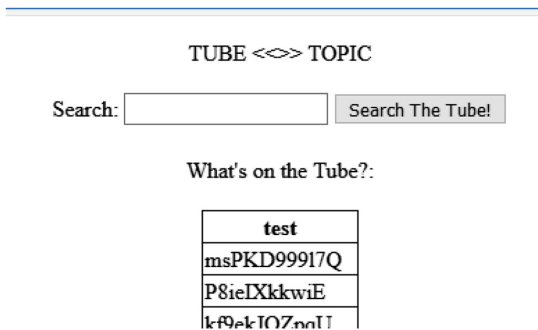 TUBE <<>> TOPIC
Search: Search The Tube!
What's on the Tube?:
test
msPKD99917Q
P8ieIXkkwiE